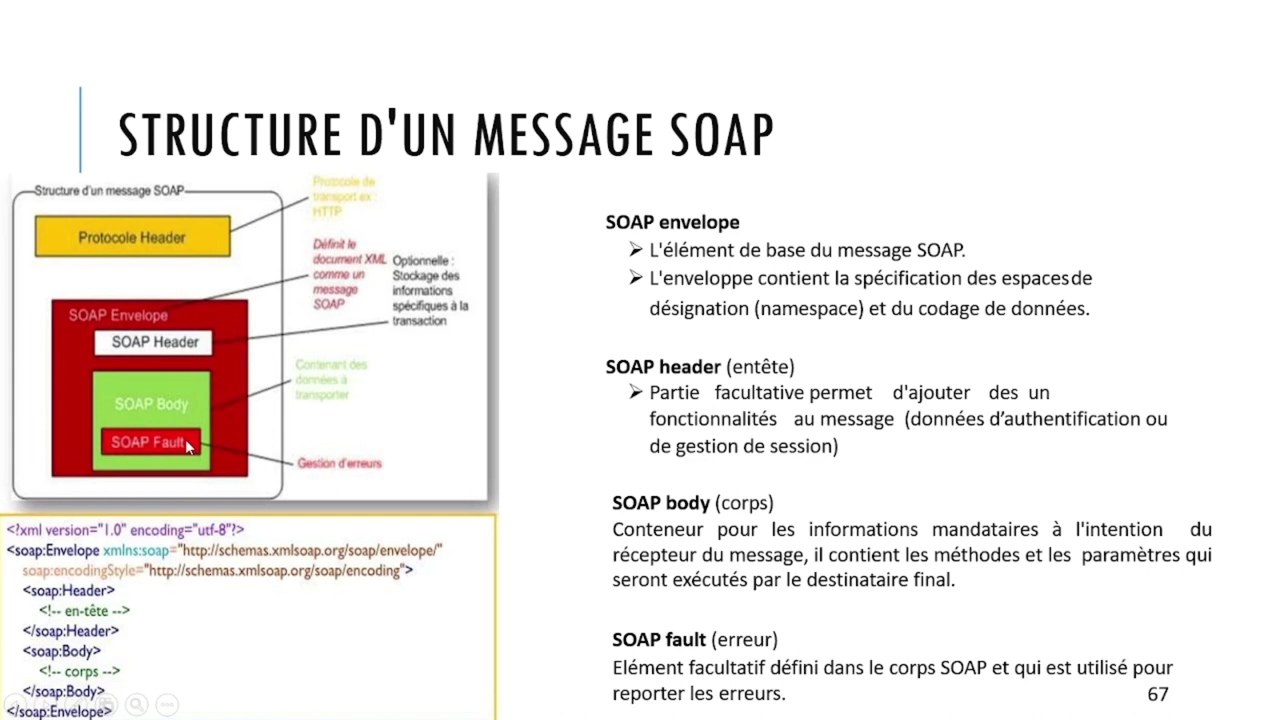 STRUCTURE D'UN MESSAGE SOAP
Structure d'un message SOAP
Protocole Header
Protocole de
transport ex :
HTTP
Définit le
document XML
comme un
message
SOAP
Optionnelle :
Stockage des
informations
spécifiques à la
transaction
SOAP Envelope
SOAP Header
Contenant des
données à
transporter
SOAP Body
SOAP Fault
Gestion d'erreurs
<?xml version="1.0" encoding="utf-8"?>
<soap:Envelope xmlns:soap="http://schemas.xmlsoap.org/soap/envelope/"
soap:encodingStyle="http://schemas.xmlsoap.org/soap/encoding">
<soap:Header>
<!-- en-tête -->
</soap:Header>
<soap:Body>
<!-- corps -->
</soap:Body>
</soap:Envelope>
SOAP envelope
➢ L'élément de base du message SOAP.
➢ L'enveloppe contient la spécification des espaces de
désignation (namespace) et du codage de données.
SOAP header (entête)
➢ Partie facultative permet d'ajouter des un
fonctionnalités au message (données d'authentification ou
de gestion de session)
SOAP body (corps)
Conteneur pour les informations mandataires à l'intention du
récepteur du message, il contient les méthodes et les paramètres qui
seront exécutés par le destinataire final.
SOAP fault (erreur)
Elément facultatif défini dans le corps SOAP et qui est utilisé pour
reporter les erreurs.
67